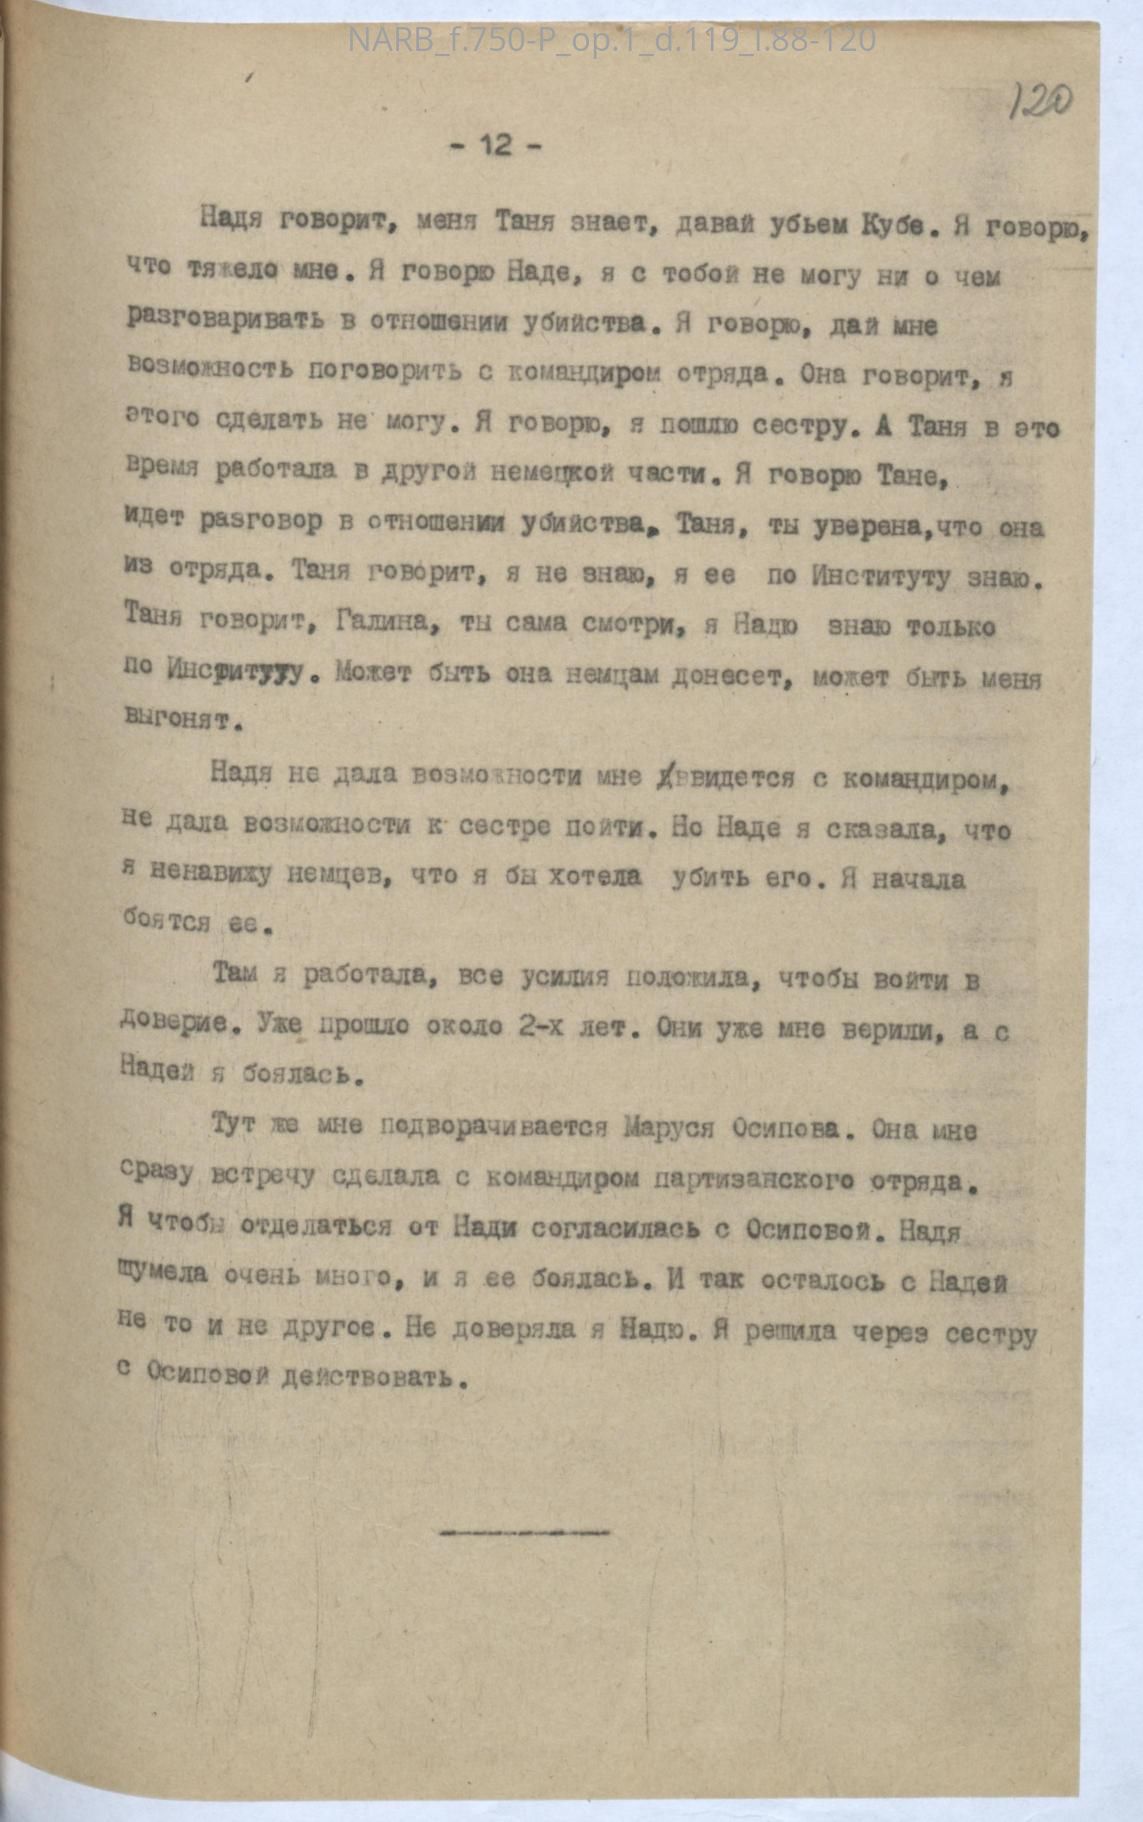 NARB_f.750-P_op.1_d.119_l.88-120
120
- 12 -
Надя говорит, меня Таня знает, давай убьем Кубе. Я говорю,
что тяжело мне. Я говорю Наде, я с тобой не могу ни о чем
разговаривать в отношении убийства. Я говорю, дай мне
возможность поговорить с командиром отряда. Она говорит, я
этого сделать не могу. Я говорю, я пошлю сестру. А Таня в это
время работала в другой немецкой части. Я говорю Тане,
идет разговор в отношении убийства. Таня, ты уверена,что она
из отряда. Таня говорит, я не знаю, я ее по Институту знаю.
Таня говорит, Галина, ты сама смотри, я Надю знаю только
по Институту. Может быть она немцам донесет, может быть меня
выгонят.
Надя не дала возможности мне видется с командиром,
не дала возможности к сестре пойти. Но Наде я сказала, что
я ненавижу немцев, что я бы хотела убить его. Я начала
боятся ее.
Там я работала, все усилия положила, чтобы войти в
доверие. Уже прошло около 2-х лет. Они уже мне верили, а с
Надей я боялась.
Тут же мне подворачивается Маруся Осипова. Она мне
сразу встречу сделала с командиром партизанского отряда.
Я чтобы отделаться от Нади согласилась с Осиповой. Надя
шумела очень много, и я ее боялась. И так осталось с Надей
не то и не другое. Не доверяла я Надю. Я решила через сестру
с Осиповой действовать.